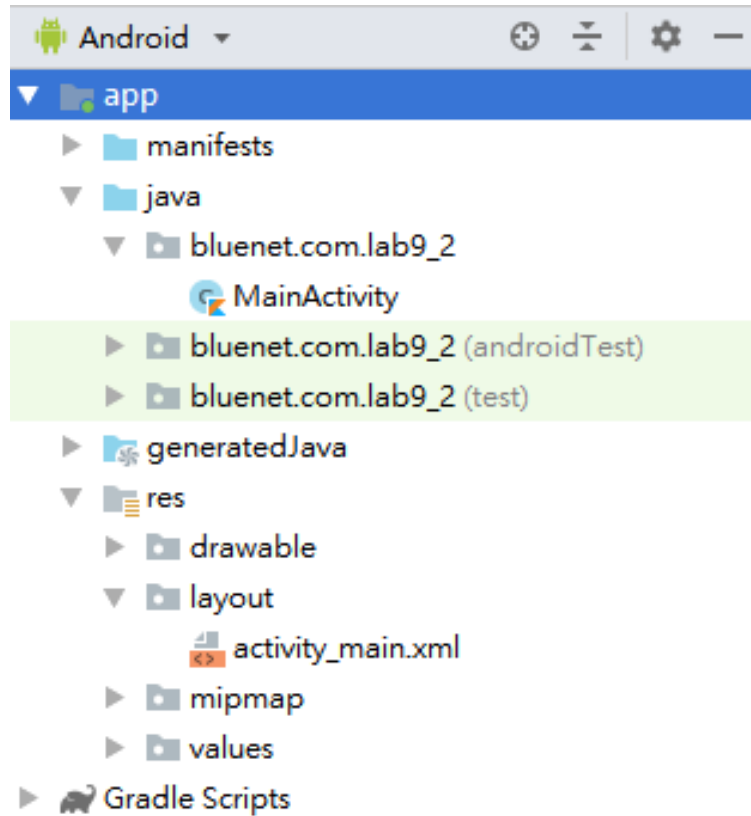 Android
app
manifests
java
bluenet.com.lab9_2
MainActivity
bluenet.com.lab9_2 (androidTest)
bluenet.com.lab9_2 (test)
generatedJava
res
drawable
layout
activity_main.xml
mipmap
values
Gradle Scripts